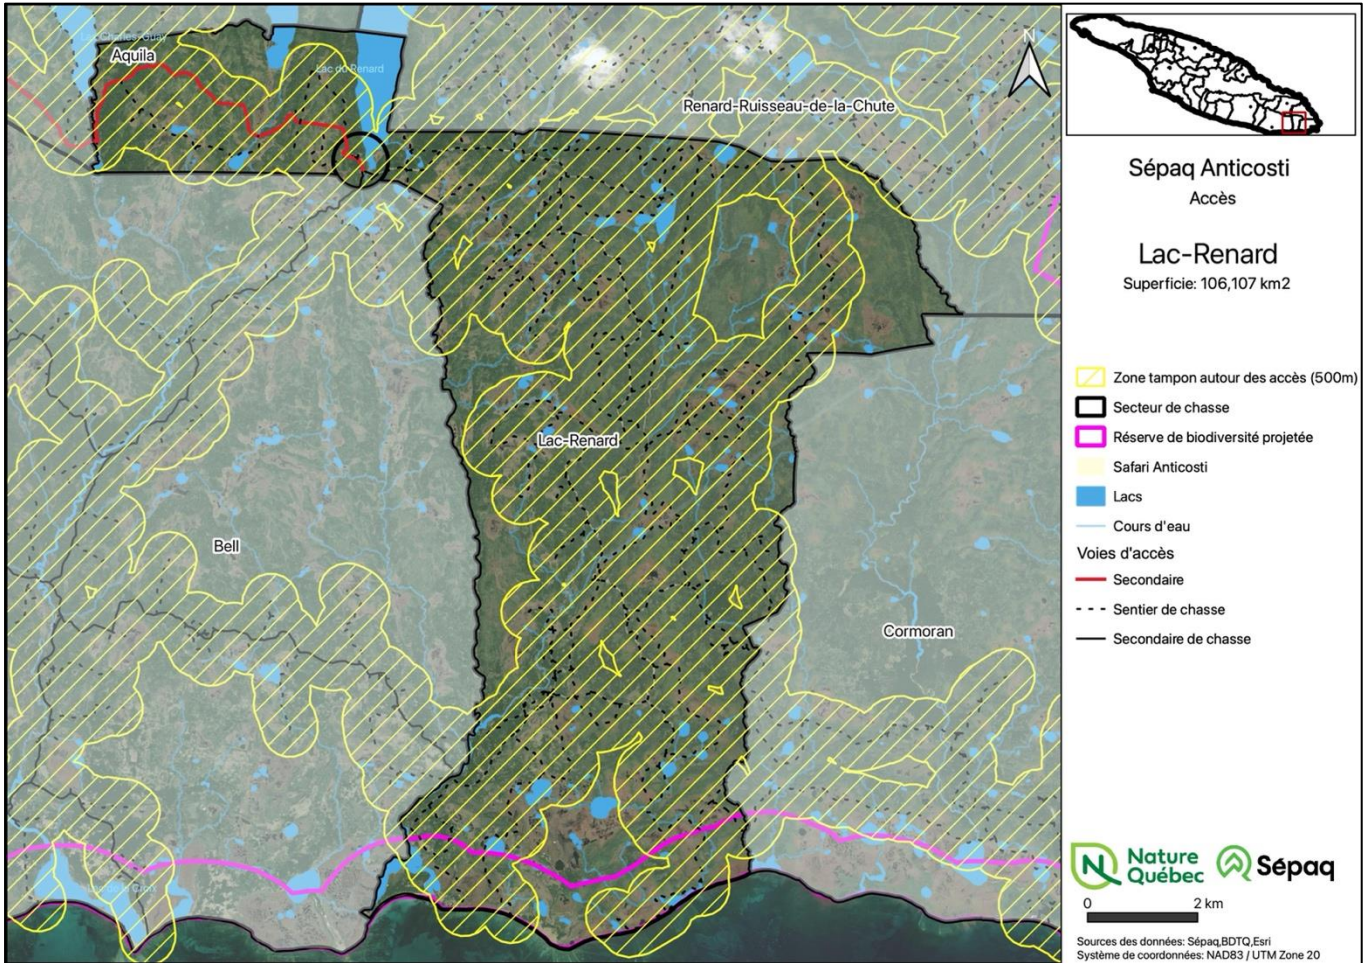 Aquila
Lac du Renard
Renard-Ruisseau-de-la-Chute
Lac-Renard
Bell
Cormoran
N
Sépaq Anticosti
Accès
Lac-Renard
Superficie: 106,107 km2
Zone tampon autour des accès (500m)
Secteur de chasse
Réserve de biodiversité projetée
Safari Anticosti
Lacs
Cours d'eau
Voies d'accès
Secondaire
Sentier de chasse
Secondaire de chasse
Nature
Québec
Sépaq
0 2 km
Sources des données: Sépaq,BDTQ,Esri
Système de coordonnées: NAD83 / UTM Zone 20